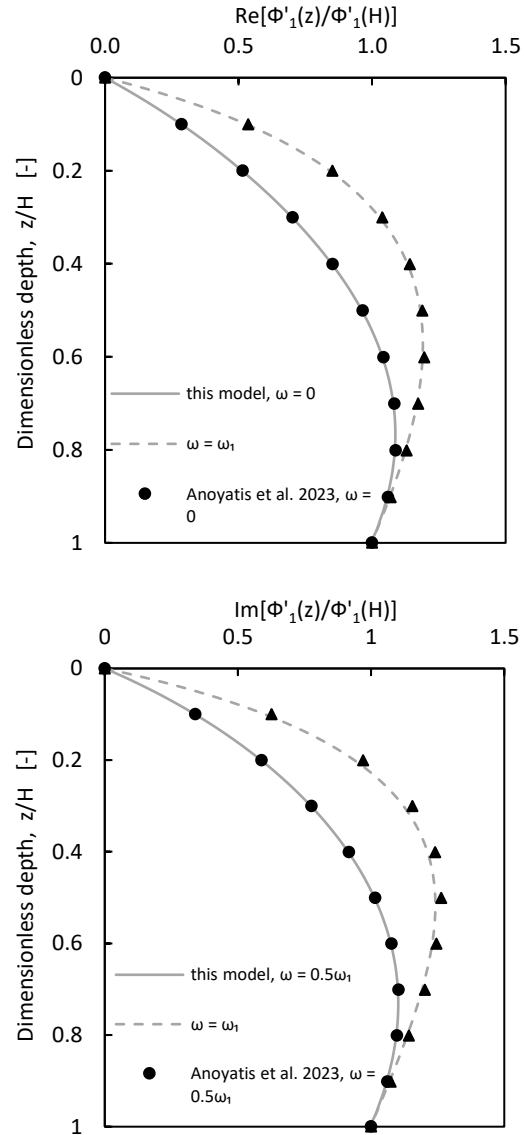 Re[Φ'₁(z)/Φ'₁(H)]
0.0 0.5 1.0 1.5
0
0.2
0.4
0.6
0.8
1
Dimensionless depth, z/H [-]
this model, ω = 0
ω = ω₁
Anoyatis et al. 2023, ω =
0
Im[Φ'₁(z)/Φ'₁(H)]
0 0.5 1 1.5
0
0.2
0.4
0.6
0.8
1
Dimensionless depth, z/H [-]
this model, ω = 0.5ω₁
ω = ω₁
Anoyatis et al. 2023, ω =
0.5ω₁